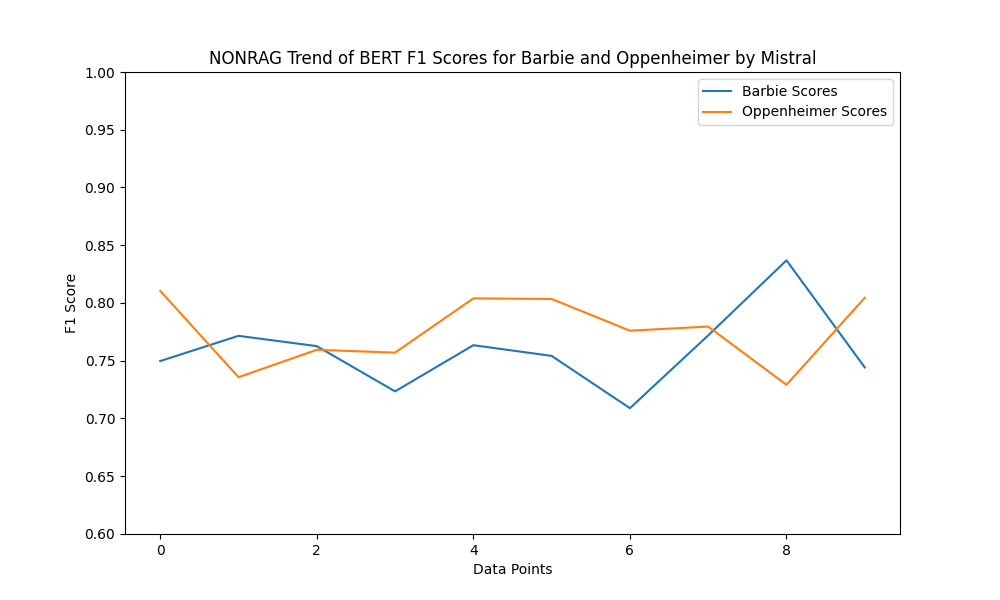 NONRAG Trend of BERT F1 Scores for Barbie and Oppenheimer by Mistral
Barbie Scores
Oppenheimer Scores
1.00
0.95
0.90
0.85
0.80
0.75
0.70
0.65
0.60
F1 Score
0 2 4 6 8
Data Points